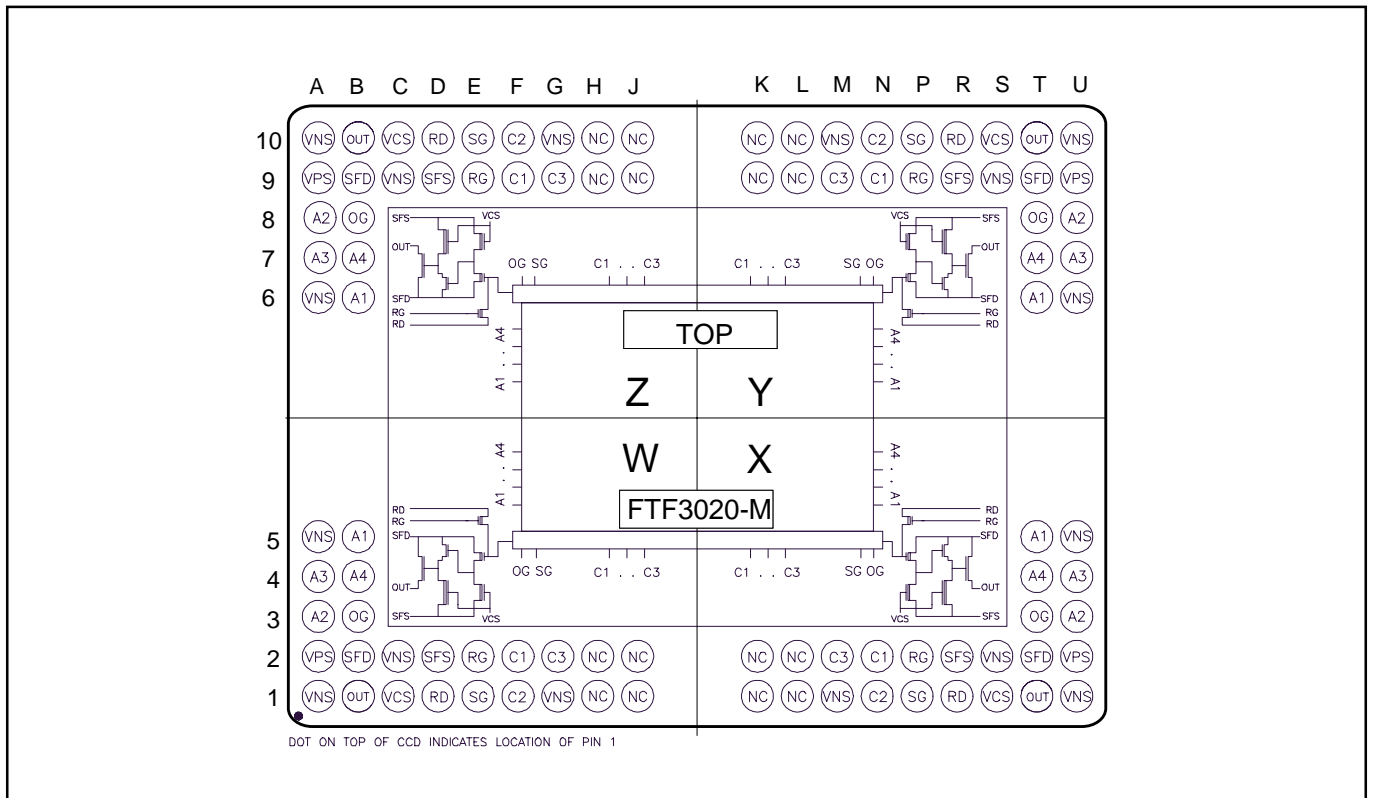 A B C D E F G H J K L M N P R S T U
10 VNS OUT VCS RD SG C2 VNS NC NC NC NC VNS C2 SG RD VCS OUT VNS
9 VPS SFD VNS SFS RG C1 C3 NC NC NC NC C3 C1 RG SFS VNS SFD VPS
8 A2 OG SFS VCS VCS SFS OG A2
7 A3 A4 OUT OUT A4 A3
OG SG C1 . . C3 C1 . . C3 SG OG
6 VNS A1 SFD SFD A1 VNS
RG RG
RD RD
TOP
A4 . . A1 A4 . . A1
Z Y
W X
A4 . . A1 A4 . . A1
FTF3020-M
RD RD
RG RG
5 VNS A1 SFD SFD A1 VNS
OG SG C1 . . C3 C1 . . C3 SG OG
4 A3 A4 OUT OUT A4 A3
3 A2 OG SFS VCS VCS SFS OG A2
2 VPS SFD VNS SFS RG C1 C3 NC NC NC NC C3 C1 RG SFS VNS SFD VPS
1 VNS OUT VCS RD SG C2 VNS NC NC NC NC VNS C2 SG RD VCS OUT VNS
DOT ON TOP OF CCD INDICATES LOCATION OF PIN 1